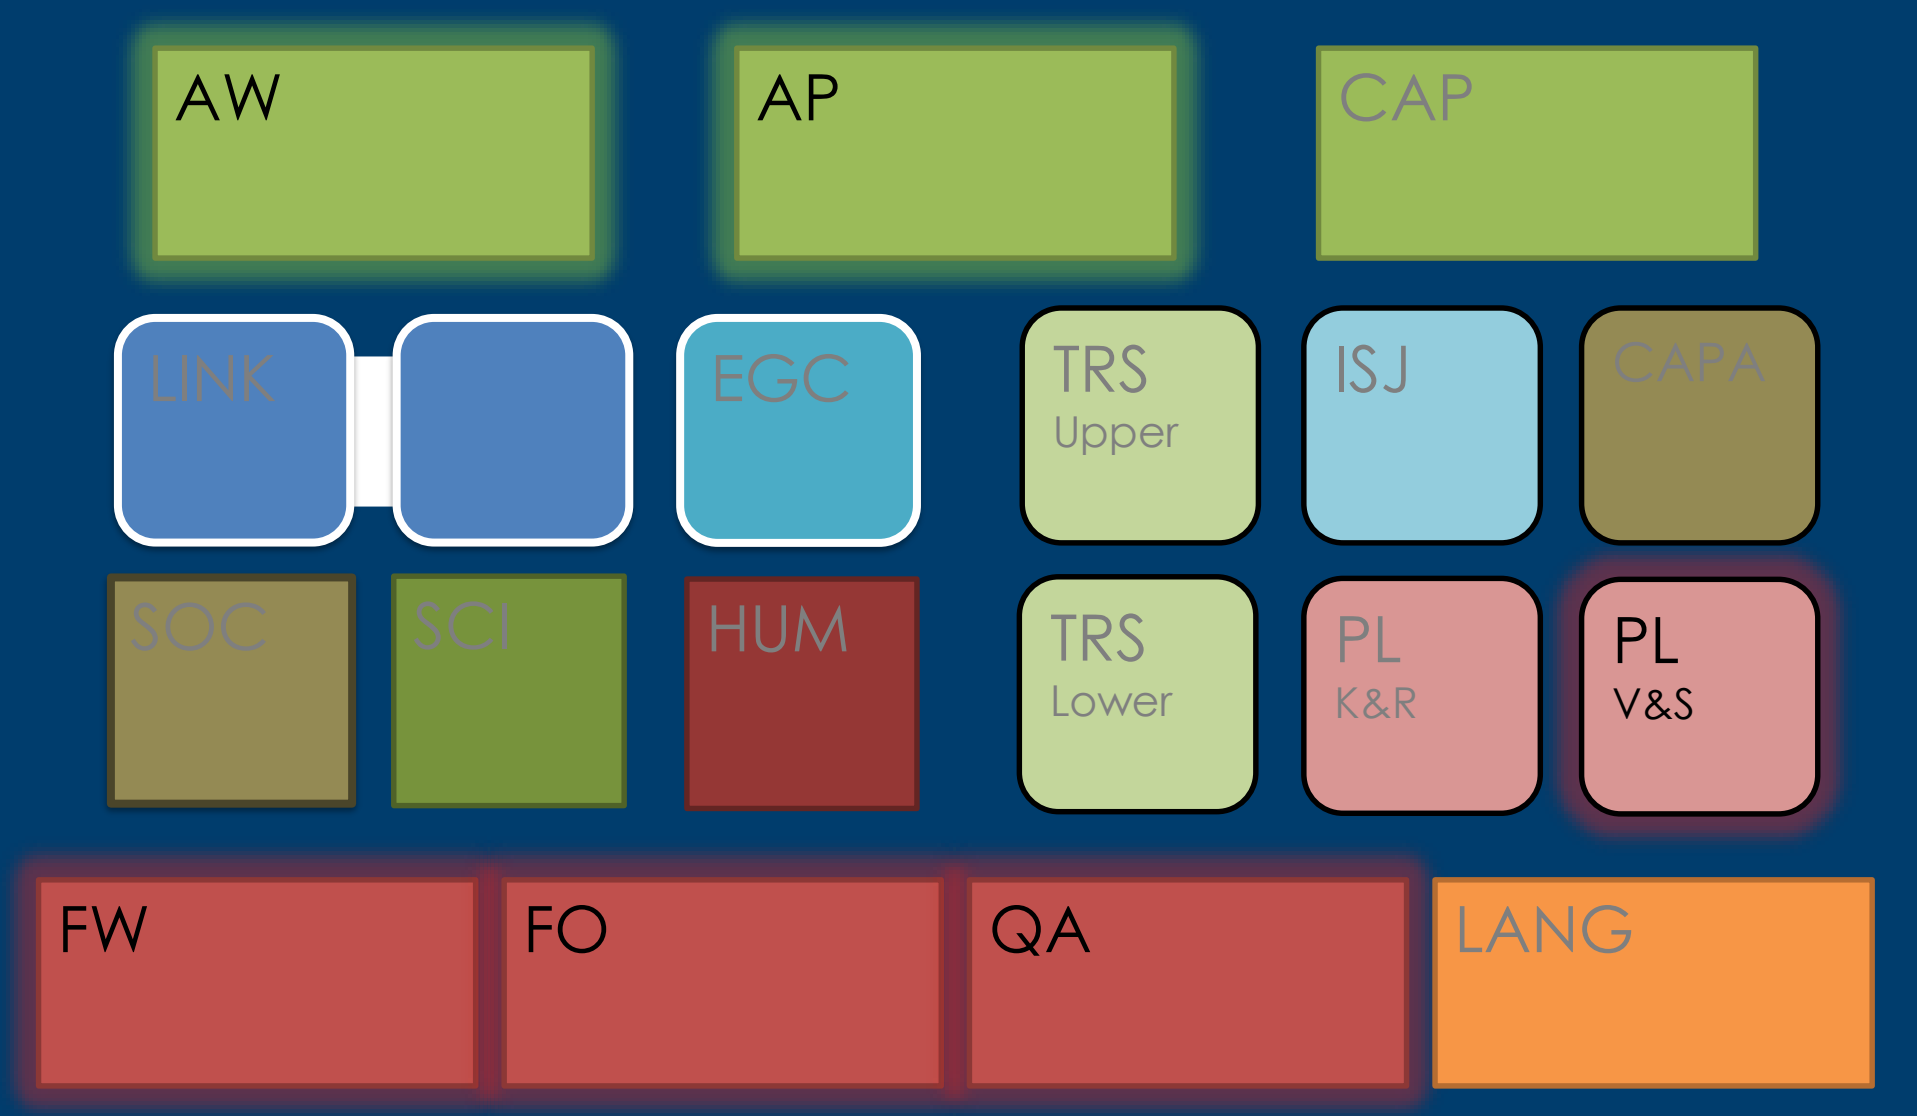 AW
AP
CAP
LINK
EGC
TRS
Upper
ISJ
CAPA
SOC
SCI
HUM
TRS
Lower
PL
K&R
PL
V&S
FW
FO
QA
LANG